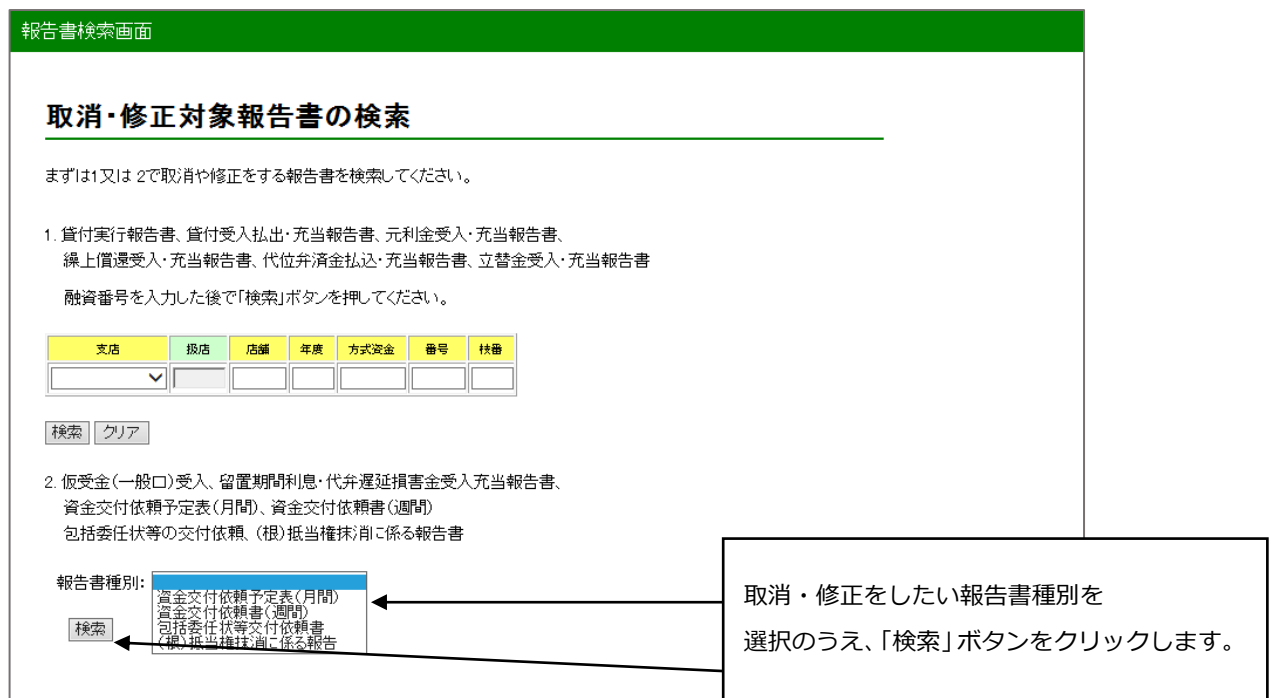 報告書検索画面
取消・修正対象報告書の検索
まずは1又は 2で取消や修正をする報告書を検索してください。
1. 貸付実行報告書、貸付受入払出・充当報告書、元利金受入・充当報告書、
繰上償還受入・充当報告書、代位弁済金払込・充当報告書、立替金受入・充当報告書
融資番号を入力した後で「検索」ボタンを押してください。
支店 扱店 店舗 年度 方式資金 番号 枝番
検索 クリア
2. 仮受金(一般口)受入、留置期間利息・代弁遅延損害金受入充当報告書、
資金交付依頼予定表(月間)、資金交付依頼書(週間)
包括委任状等の交付依頼、(根)抵当権抹消に係る報告書
報告書種別:
資金交付依頼予定表(月間)
資金交付依頼書(週間)
包括委任状等交付依頼書
(根)抵当権抹消に係る報告
検索
取消・修正をしたい報告書種別を
選択のうえ、「検索」ボタンをクリックします。